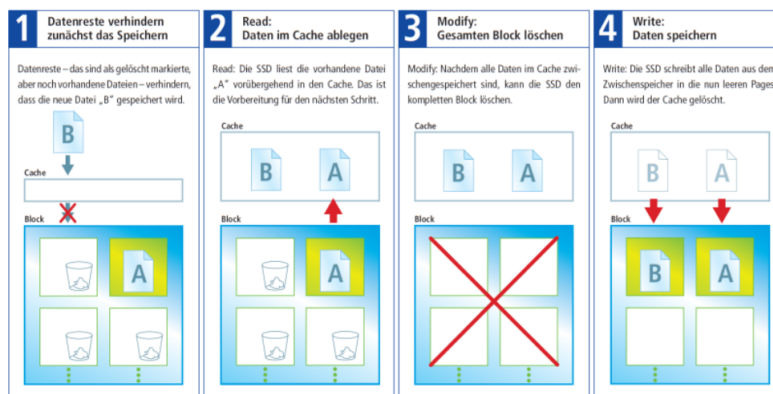 1
Datenreste verhindern
zunächst das Speichern
Datenreste – das sind als gelöscht markierte,
aber noch vorhandene Dateien – verhindern,
dass die neue Datei „B“ gespeichert wird.
B
Cache
Block
A
2
Read:
Daten im Cache ablegen
Read: Die SSD liest die vorhandene Datei
„A“ vorübergehend in den Cache. Das ist
die Vorbereitung für den nächsten Schritt.
Cache
B A
Block
A
3
Modify:
Gesamten Block löschen
Modify: Nachdem alle Daten im Cache zwi-
schengespeichert sind, kann die SSD den
kompletten Block löschen.
Cache
B A
Block
4
Write:
Daten speichern
Write: Die SSD schreibt alle Daten aus dem
Zwischenspeicher in die nun leeren Pages.
Dann wird der Cache gelöscht.
Cache
B A
Block
B A